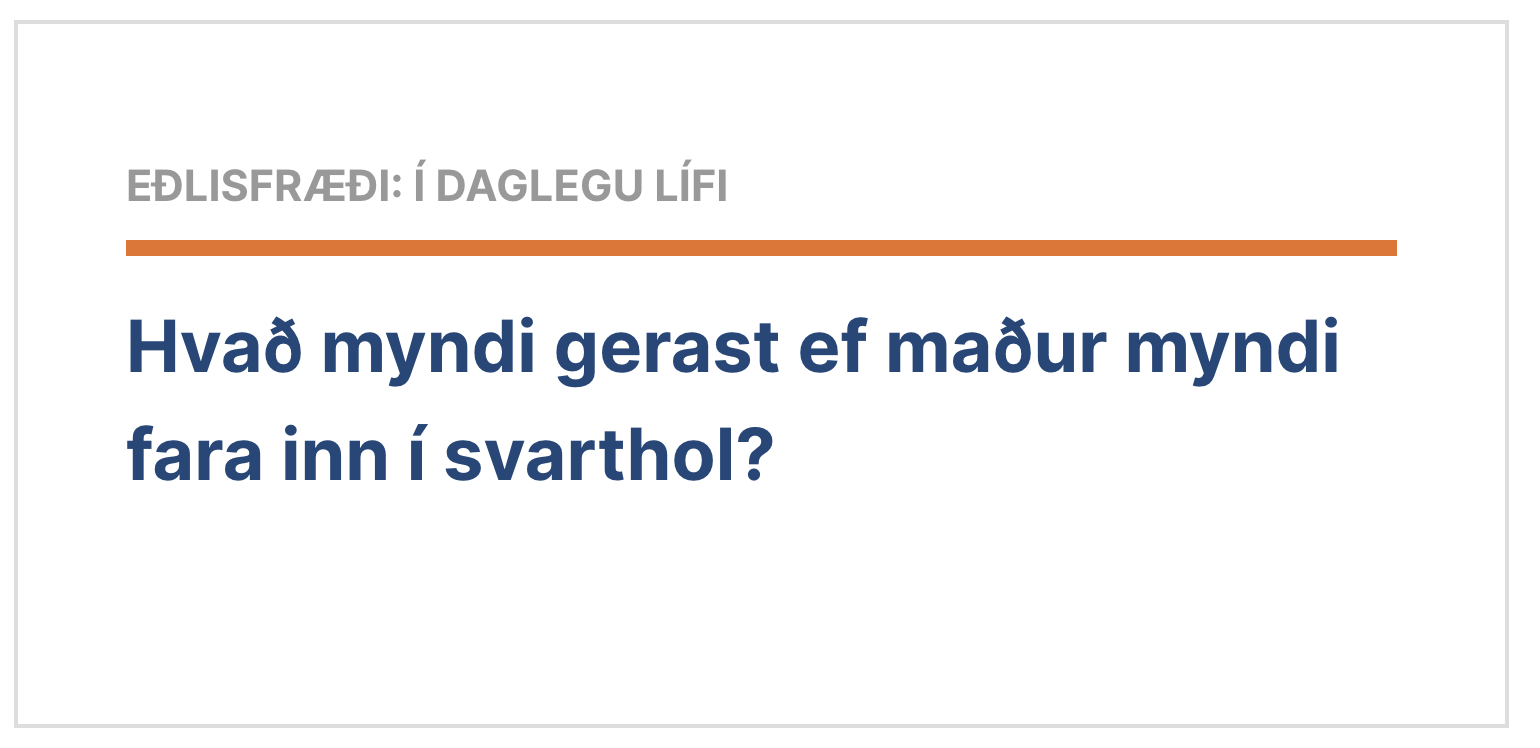 EÐLISFRÆÐI: Í DAGLEGU LÍFI
Hvað myndi gerast ef maður myndi
fara inn í svarthol?